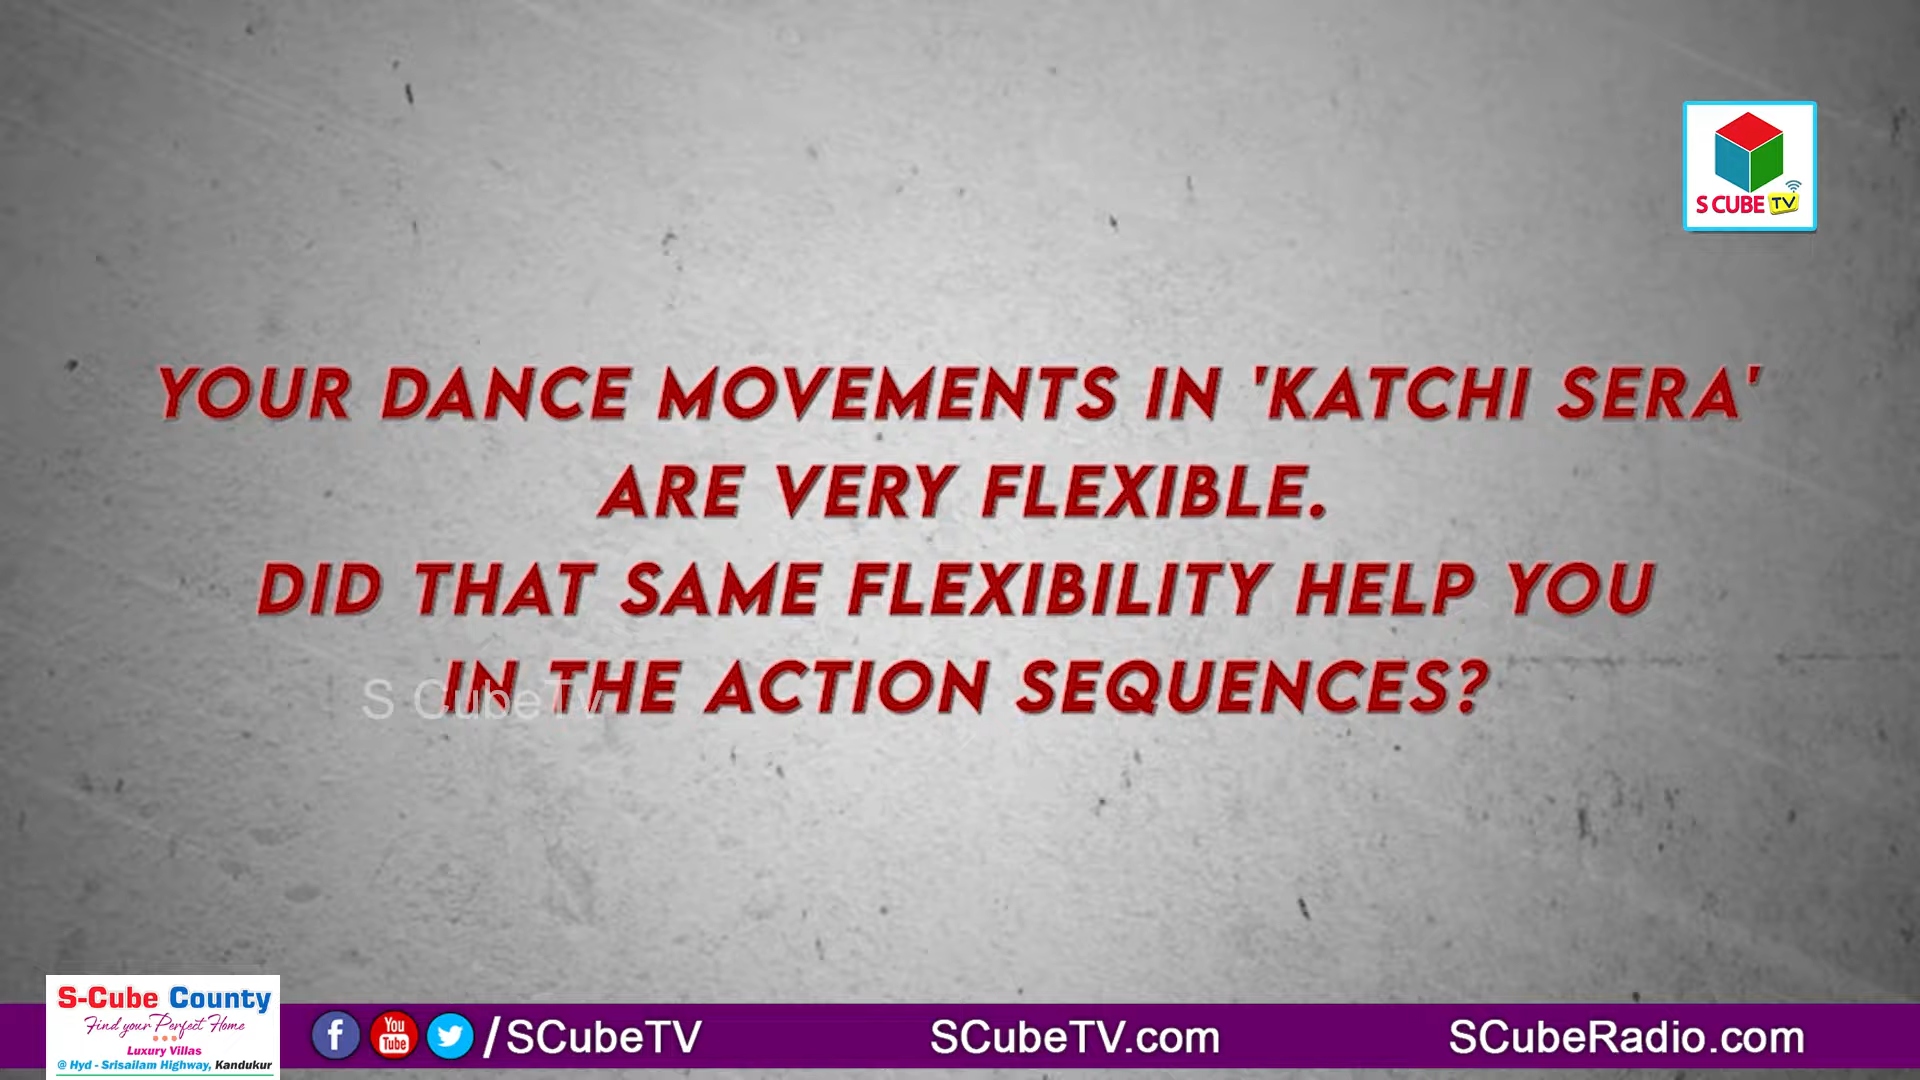 S CUBE TV
YOUR DANCE MOVEMENTS IN 'KATCHI SERA'
ARE VERY FLEXIBLE.
DID THAT SAME FLEXIBILITY HELP YOU
IN THE ACTION SEQUENCES?
S CubeTv
S-Cube County
Find your Perfect Home
Luxury Villas
@ Hyd - Srisailam Highway, Kandukur
f You Tube /SCubeTV
SCubeTV.com
SCubeRadio.com